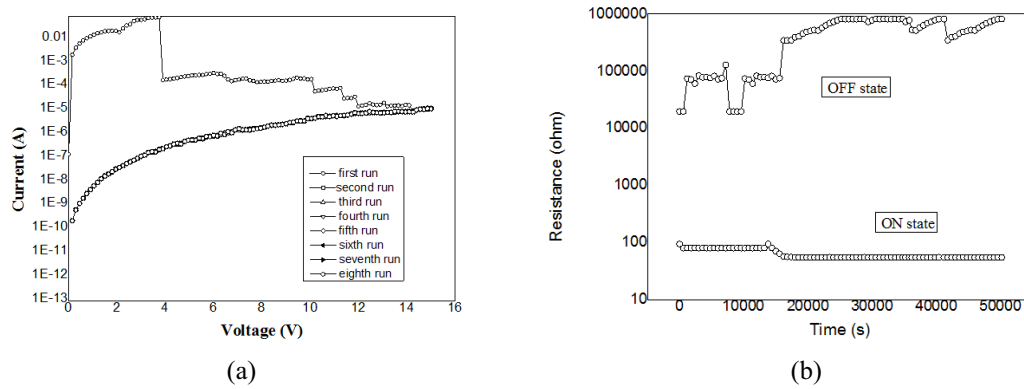 0.01
1E-3
1E-4
1E-5
1E-6
1E-7
1E-8
1E-9
1E-10
1E-11
1E-12
1E-13
Current (A)
first run
second run
third run
fourth run
fifth run
sixth run
seventh run
eighth run
0 2 4 6 8 10 12 14 16
Voltage (V)
(a)
1000000
100000
10000
1000
100
10
Resistance (ohm)
OFF state
ON state
0 10000 20000 30000 40000 50000
Time (s)
(b)